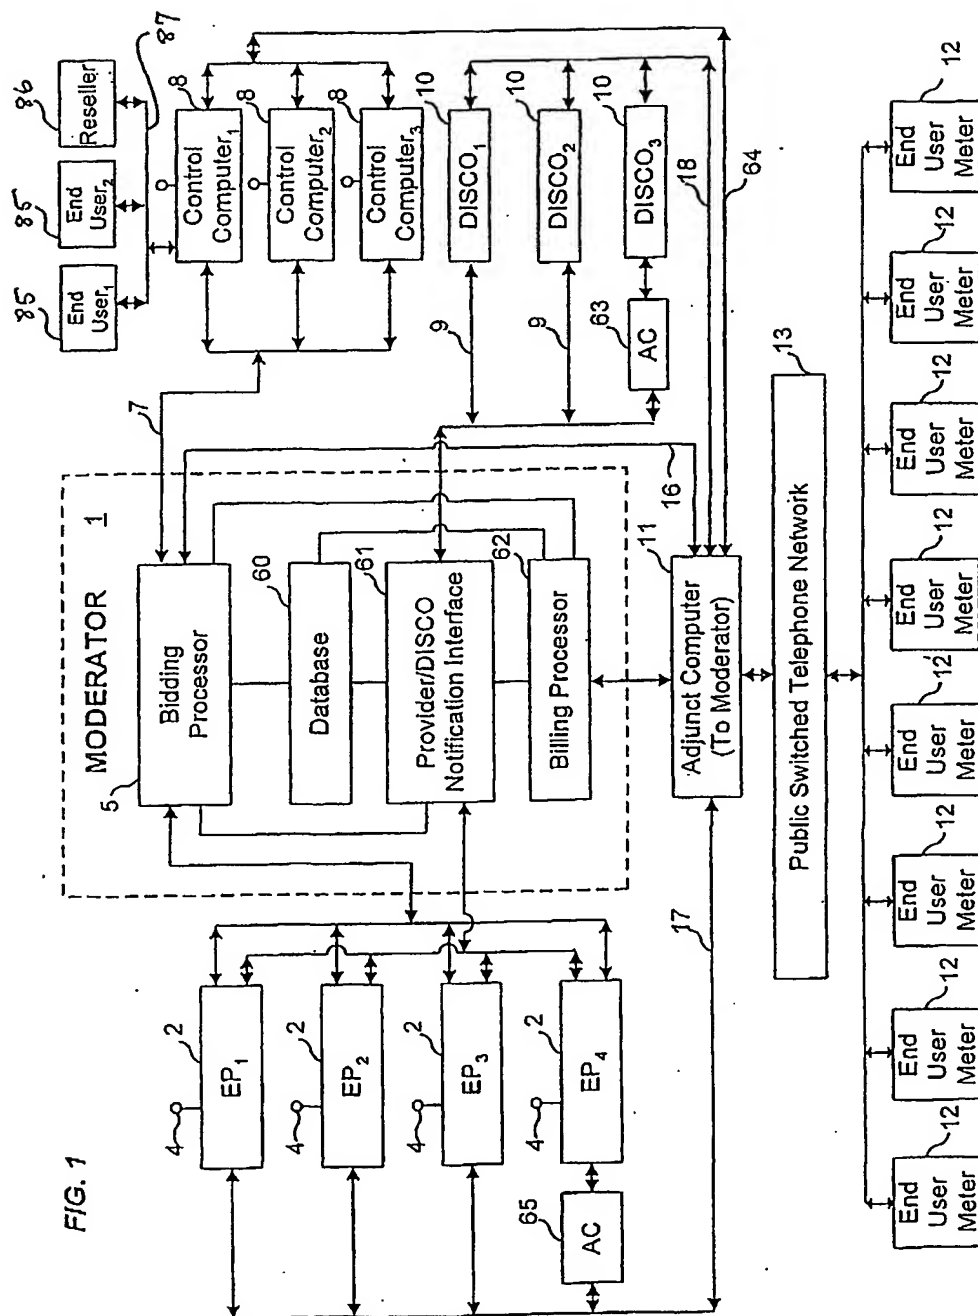 FIG. 1
EP1
2
4
EP2
2
4
EP3
2
4
EP4
2
4
AC
65
17
MODERATOR 1
Bidding
Processor
5
Database
60
Provider/DISCO
Notification Interface
61
Billing Processor
62
7
16
End
User1
85
End
User2
85
Reseller
86
87
Control
Computer1
8
Control
Computer2
8
Control
Computer3
8
DISCO1
10
9
DISCO2
10
9
DISCO3
10
AC
63
18
64
Adjunct Computer
(To Moderator)
11
Public Switched Telephone Network
13
End
User
Meter
12
End
User
Meter
12
End
User
Meter
12
End
User
Meter
12
End
User
Meter
12
End
User
Meter
12
End
User
Meter
12
End
User
Meter
12